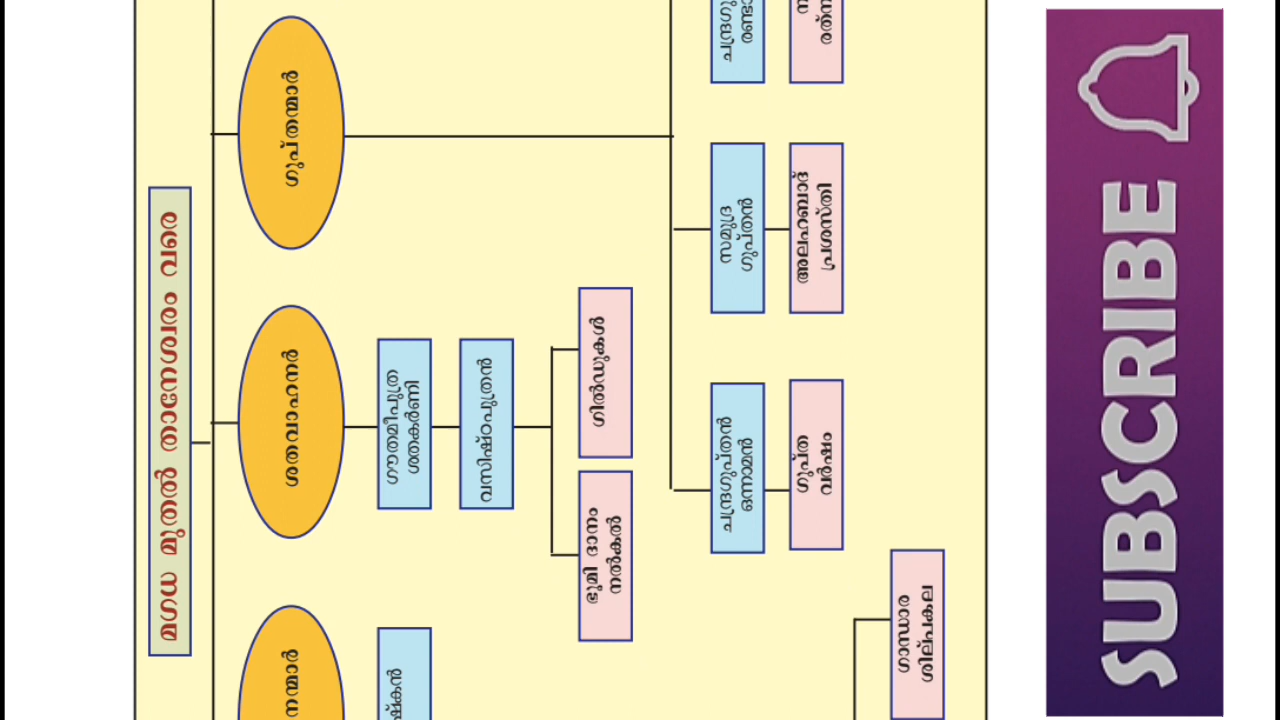 മഗധ മുതൽ താനേശ്വരം വരെ
ശതവാഹനർ
ഗുപ്തന്മാർ
ഗൗതമീപുത്ര
ശതകർണി
വസിഷ്ഠപുത്രൻ
ഭൂമി ദാനം
നൽകൽ
ഗിൽഡുകൾ
ചന്ദ്രഗുപ്തൻ
ഒന്നാമൻ
സമുദ്ര
ഗുപ്തൻ
ഗുപ്ത
വർഷം
അലഹബാദ്
പ്രശസ്തി
ഗാന്ധാര
ശില്പകല
SUBSCRIBE